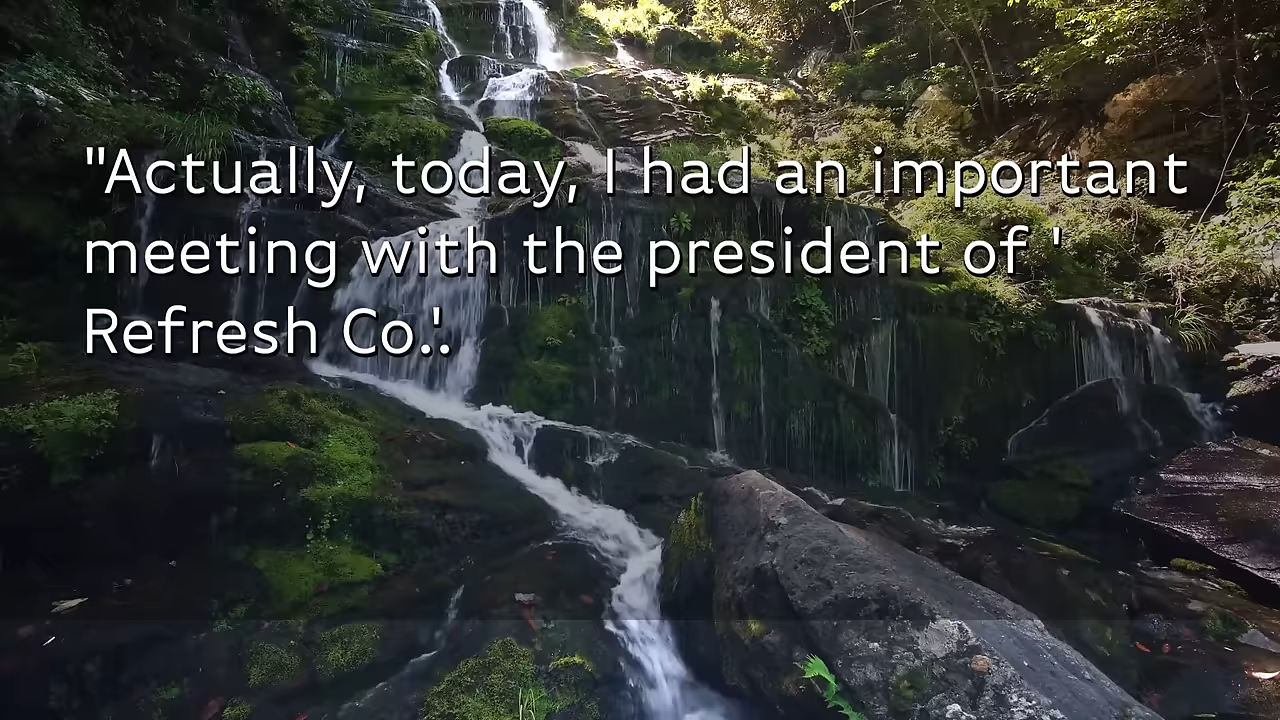 "Actually, today, I had an important
meeting with the president of '
Refresh Co.'.